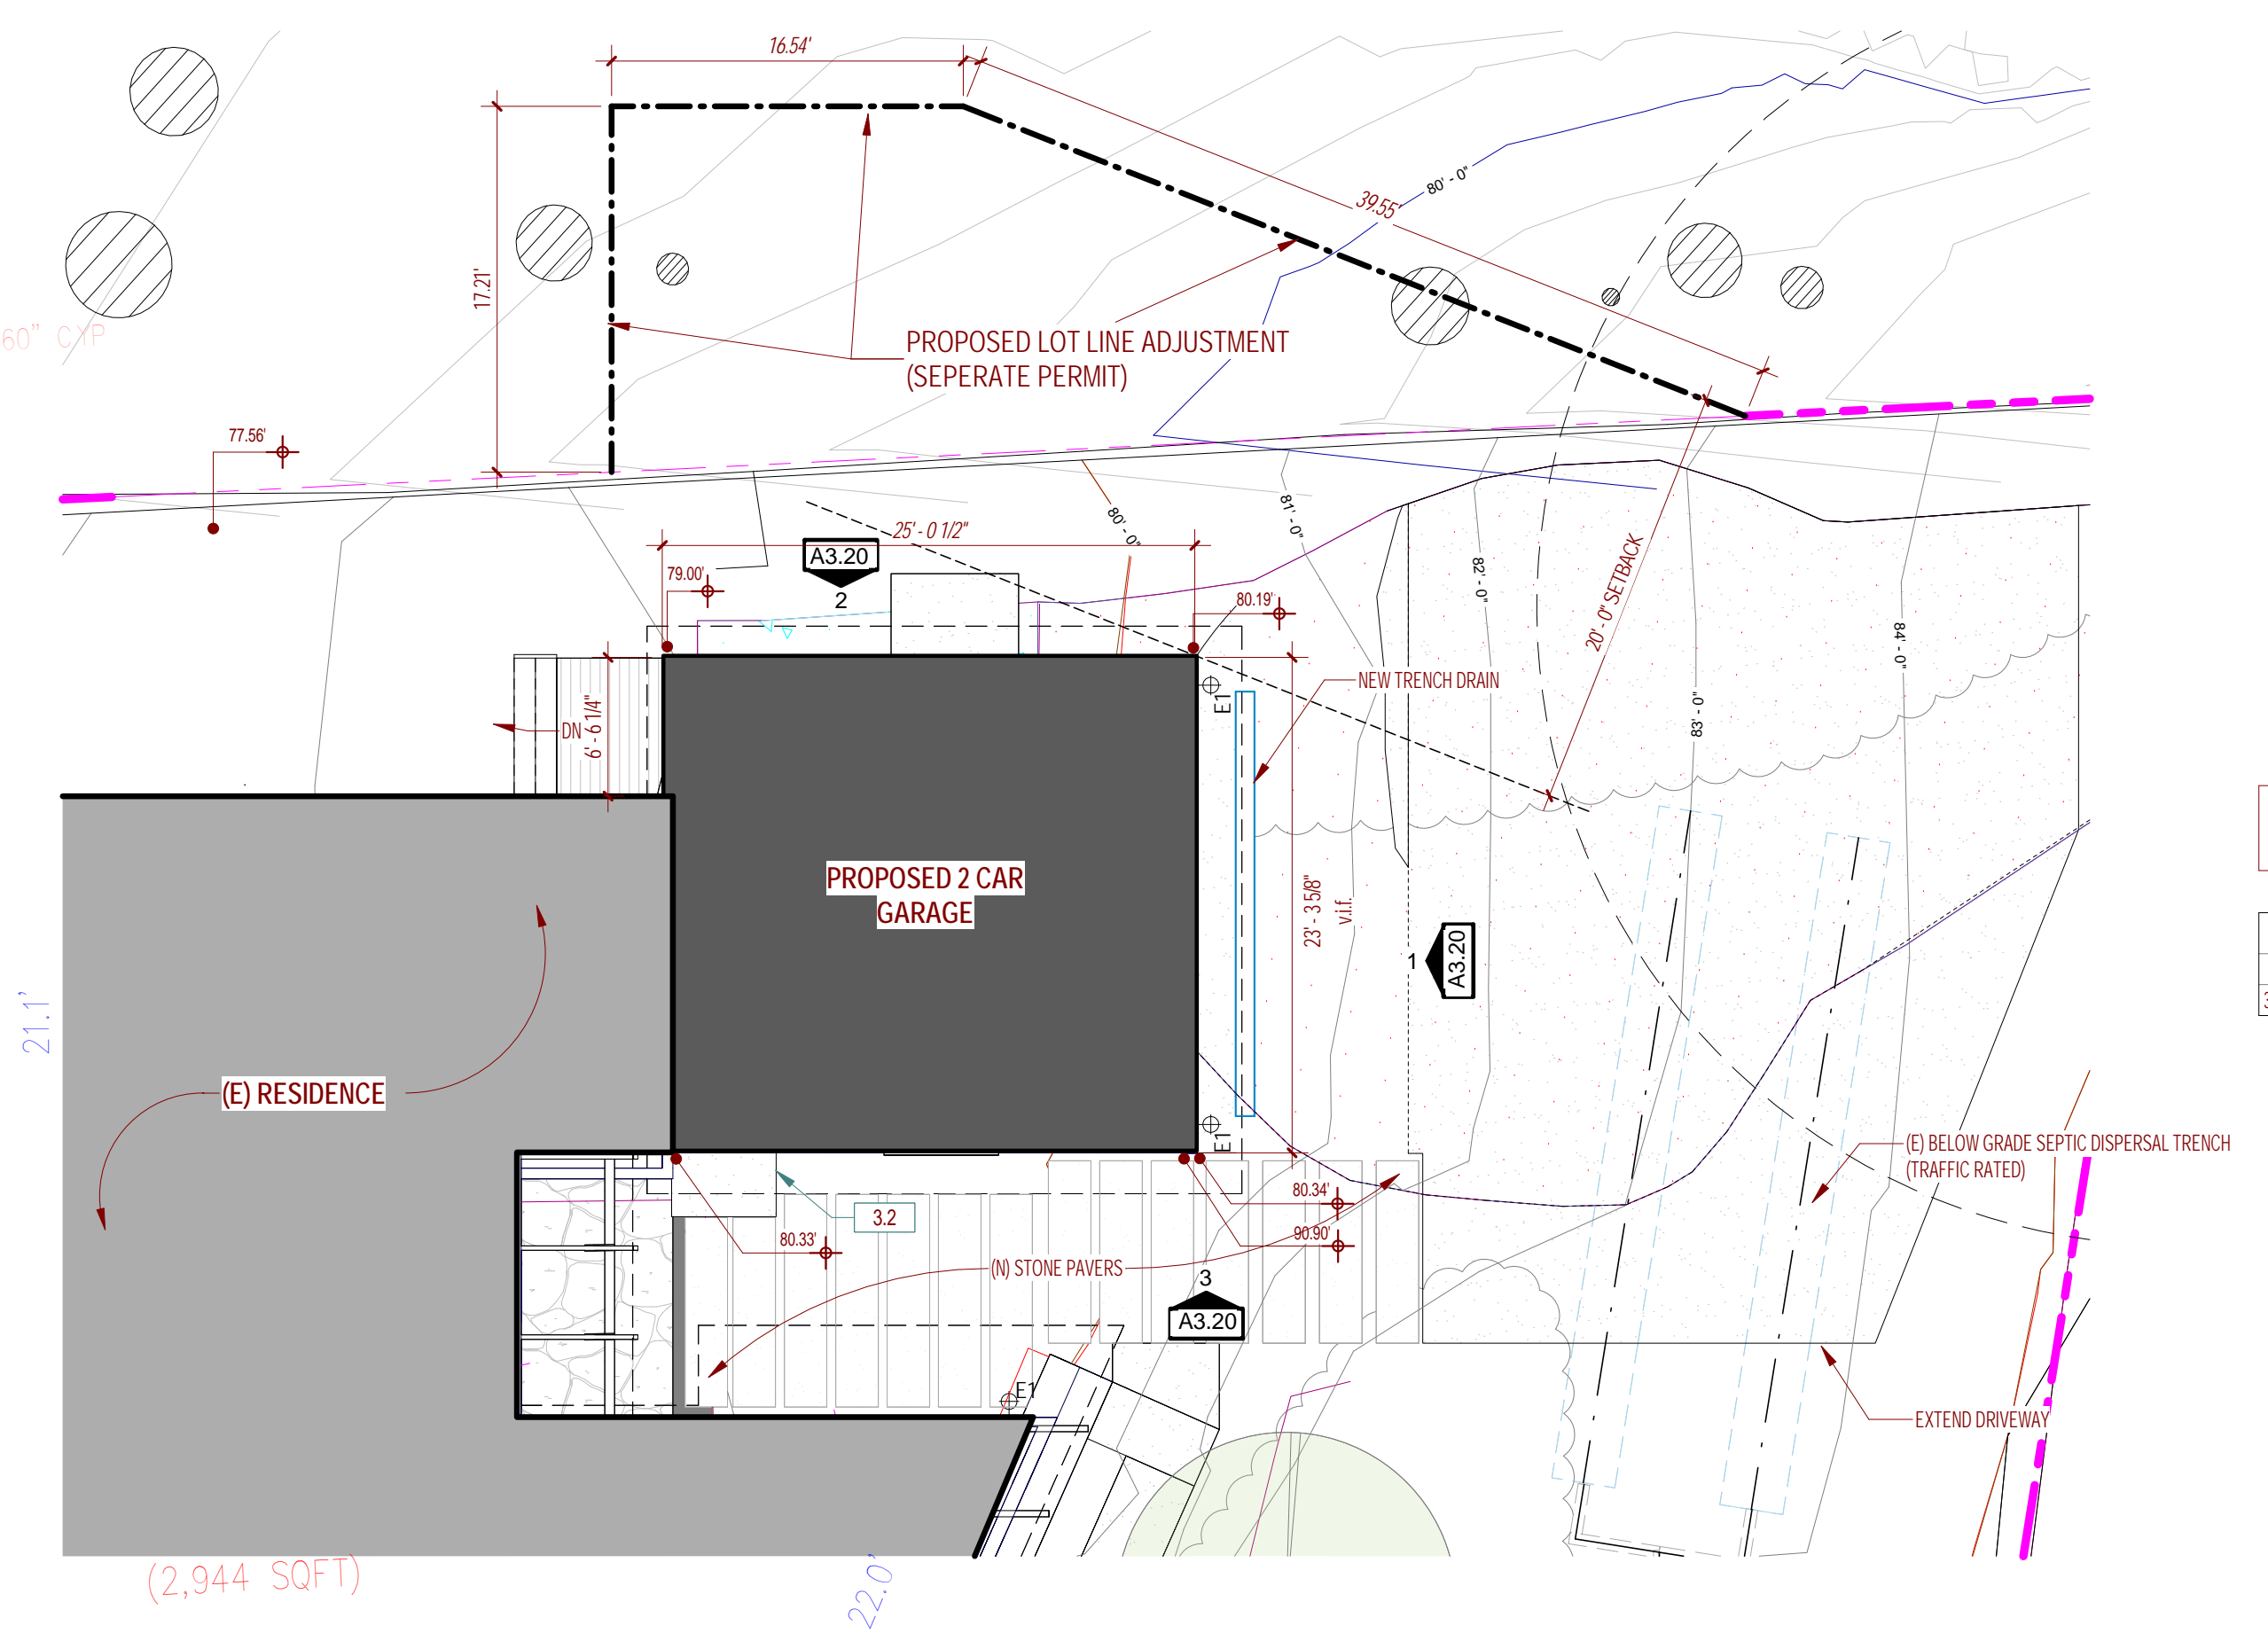 16.54'
39.55'
17.21'
80' - 0"
60" CYP
PROPOSED LOT LINE ADJUSTMENT
(SEPERATE PERMIT)
77.56'
25' - 0 1/2"
80' - 0"
81' - 0"
82' - 0"
83' - 0"
84' - 0"
20' - 0" SETBACK
A3.20
2
79.00'
80.19'
NEW TRENCH DRAIN
E1
DN
6' - 6 1/4"
PROPOSED 2 CAR
GARAGE
23' - 3 5/8"
v.i.f.
1
A3.20
21.1'
(E) RESIDENCE
E1
(E) BELOW GRADE SEPTIC DISPERSAL TRENCH
(TRAFFIC RATED)
3.2
80.33'
80.34'
90.90'
(N) STONE PAVERS
3
A3.20
E1
EXTEND DRIVEWAY
(2,944 SQFT)
22.0'